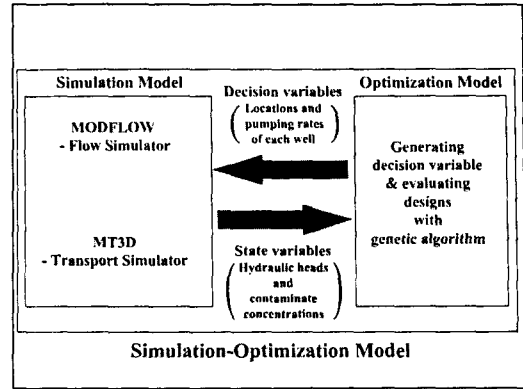 Simulation Model
MODFLOW
- Flow Simulator
MT3D
- Transport Simulator
Decision variables
(Locations and
pumping rates
of each well)
State variables
(Hydraulic heads
and
contaminate
concentrations)
Optimization Model
Generating
decision variable
& evaluating
designs
with
genetic algorithm
Simulation-Optimization Model